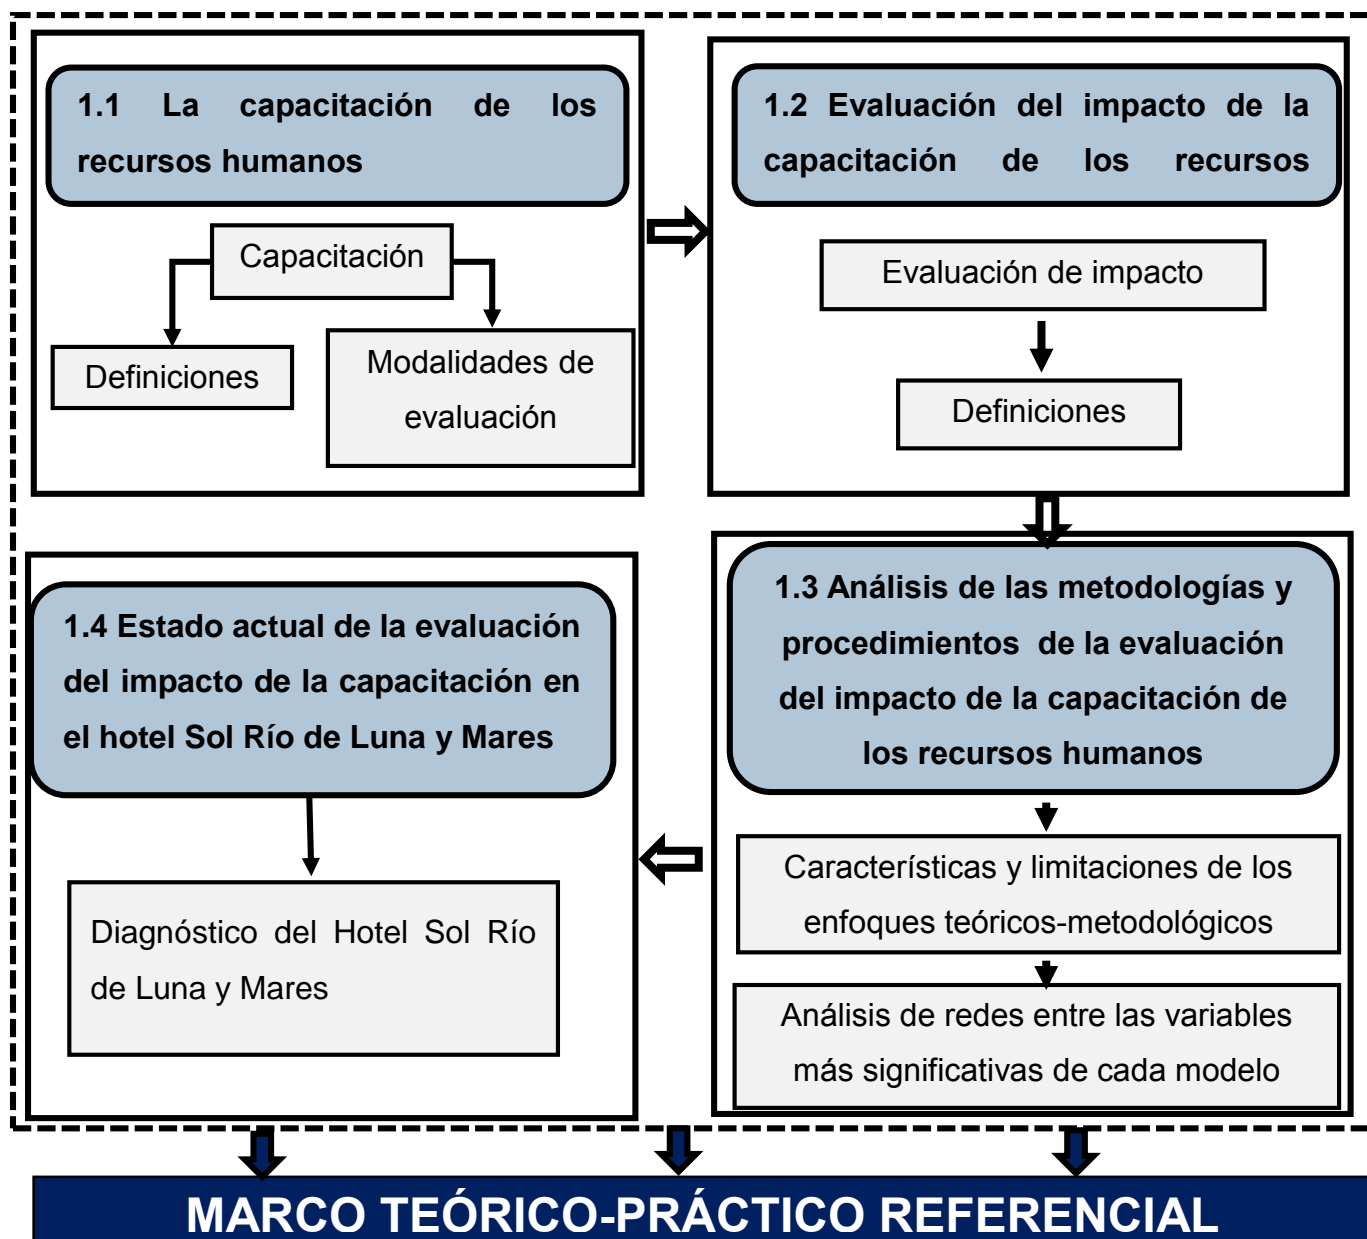 1.1 La capacitación de los
recursos humanos
Capacitación
Definiciones
Modalidades de
evaluación
1.2 Evaluación del impacto de la
capacitación de los recursos
Evaluación de impacto
Definiciones
1.3 Análisis de las metodologías y
procedimientos de la evaluación
del impacto de la capacitación de
los recursos humanos
Características y limitaciones de los
enfoques teóricos-metodológicos
Análisis de redes entre las variables
más significativas de cada modelo
1.4 Estado actual de la evaluación
del impacto de la capacitación en
el hotel Sol Río de Luna y Mares
Diagnóstico del Hotel Sol Río
de Luna y Mares
MARCO TEÓRICO-PRÁCTICO REFERENCIAL